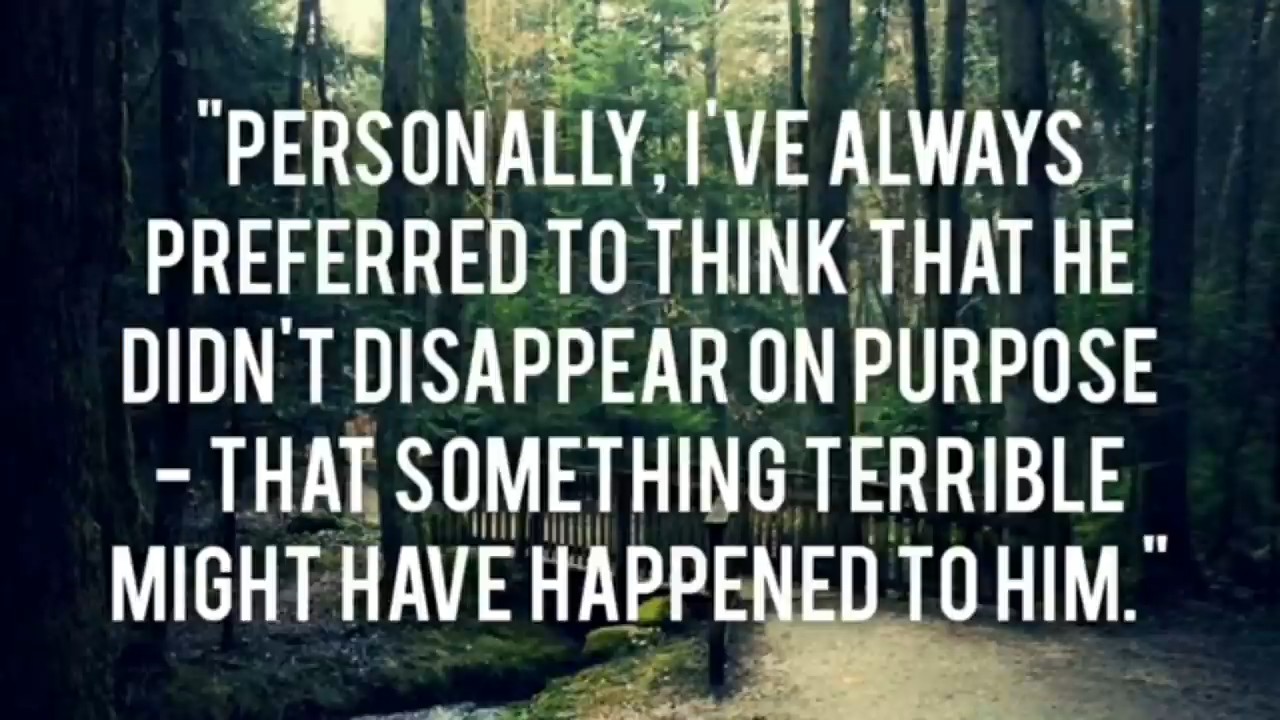 "PERSONALLY, I'VE ALWAYS
PREFERRED TO THINK THAT HE
DIDN'T DISAPPEAR ON PURPOSE
- THAT SOMETHING TERRIBLE
MIGHT HAVE HAPPENED TO HIM."